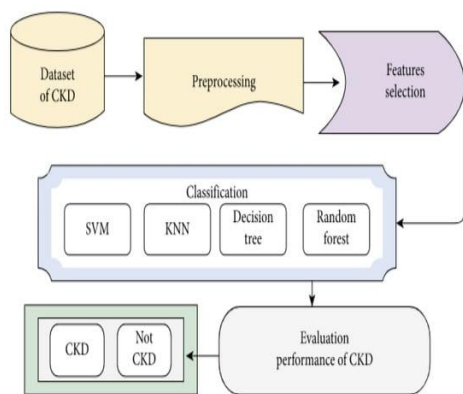 Dataset
of CKD
Preprocessing
Features
selection
Classification
SVM
KNN
Decision
tree
Random
forest
Evaluation
performance of CKD
CKD
Not
CKD